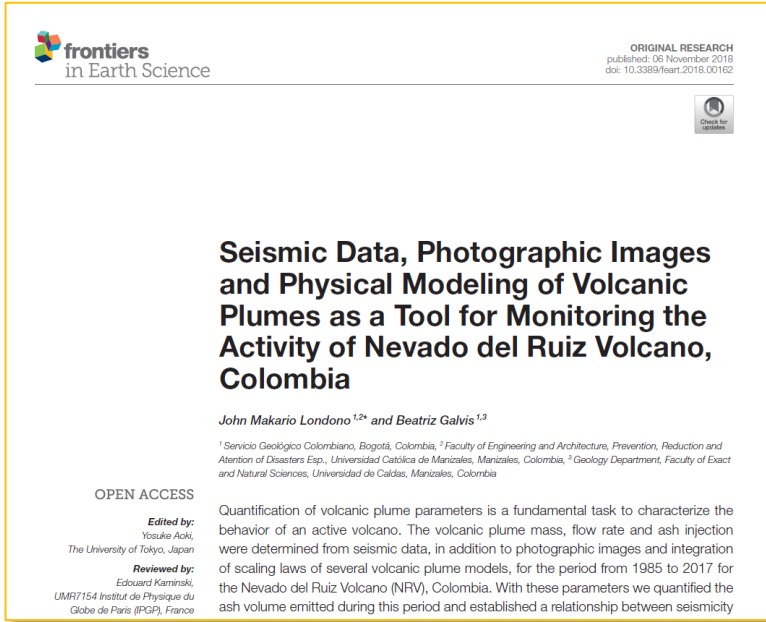 frontiers
in Earth Science
ORIGINAL RESEARCH
published: 06 November 2018
doi: 10.3389/feart.2018.00162
Check for
updates
Seismic Data, Photographic Images
and Physical Modeling of Volcanic
Plumes as a Tool for Monitoring the
Activity of Nevado del Ruiz Volcano,
Colombia
John Makario Londono 1,2* and Beatriz Galvis 1,3
1 Servicio Geológico Colombiano, Bogotá, Colombia, 2 Faculty of Engineering and Architecture, Prevention, Reduction and
Atention of Disasters Esp., Universidad Católica de Manizales, Manizales, Colombia, 3 Geology Department, Faculty of Exact
and Natural Sciences, Universidad de Caldas, Manizales, Colombia
OPEN ACCESS
Edited by:
Yosuke Aoki,
The University of Tokyo, Japan
Reviewed by:
Edouard Kaminski,
UMR7154 Institut de Physique du
Globe de Paris (IPGP), France
Quantification of volcanic plume parameters is a fundamental task to characterize the
behavior of an active volcano. The volcanic plume mass, flow rate and ash injection
were determined from seismic data, in addition to photographic images and integration
of scaling laws of several volcanic plume models, for the period from 1985 to 2017 for
the Nevado del Ruiz Volcano (NRV), Colombia. With these parameters we quantified the
ash volume emitted during this period and established a relationship between seismicity